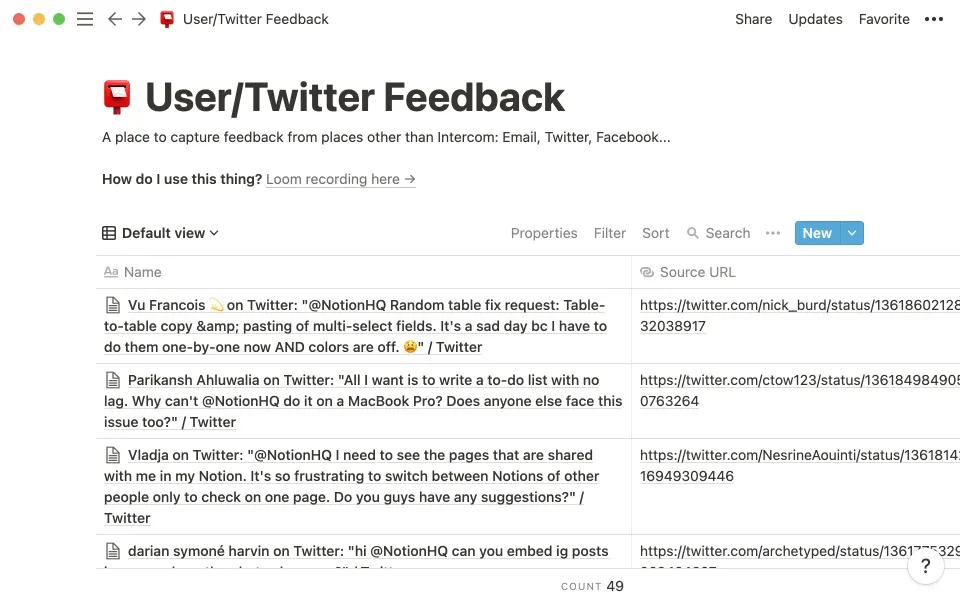 User/Twitter Feedback
Share Updates Favorite •••
User/Twitter Feedback
A place to capture feedback from places other than Intercom: Email, Twitter, Facebook...
How do I use this thing? Loom recording here →
Default view
Properties Filter Sort Search ••• New
Aa Name
Source URL
Vu Francois 💫 on Twitter: "@NotionHQ Random table fix request: Table-
to-table copy &amp; pasting of multi-select fields. It's a sad day bc I have to
do them one-by-one now AND colors are off. 😫" / Twitter
https://twitter.com/nick_burd/status/13618602128
32038917
Parikansh Ahluwalia on Twitter: "All I want is to write a to-do list with no
lag. Why can't @NotionHQ do it on a MacBook Pro? Does anyone else face this
issue too?" / Twitter
https://twitter.com/ctow123/status/136184984905
0763264
Vladja on Twitter: "@NotionHQ I need to see the pages that are shared
with me in my Notion. It's so frustrating to switch between Notions of other
people only to check on one page. Do you guys have any suggestions?" /
Twitter
https://twitter.com/NesrineAouinti/status/1361814
16949309446
darian symoné harvin on Twitter: "hi @NotionHQ can you embed ig posts
https://twitter.com/archetyped/status/136177532
?
COUNT 49